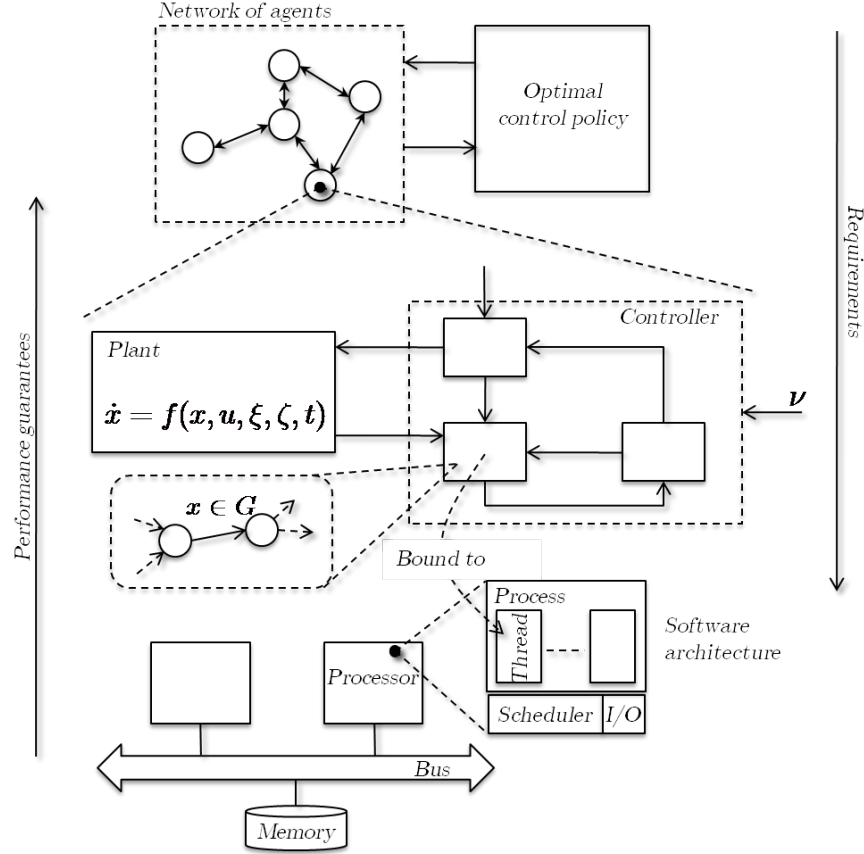 Network of agents
Optimal
control policy
Requirements
Controller
Plant
ẋ = f(x, u, ξ, ζ, t)
ν
Performance guarantees
x ∈ G
Bound to
Process
Thread
Software
architecture
Processor
Scheduler
I/O
Bus
Memory